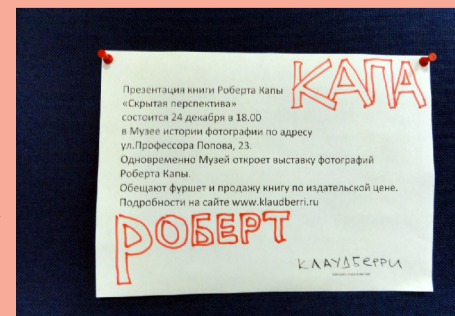 КАПА
Презентация книги Роберта Капы
«Скрытая перспектива»
состоится 24 декабря в 18.00
в Музее истории фотографии по адресу
ул.Профессора Попова, 23.
Одновременно Музей откроет выставку фотографий
Роберта Капы.
Обещают фуршет и продажу книгу по издательской цене.
Подробности на сайте www.klaudberri.ru
РОБЕРТ
КЛАУДБЕРРИ